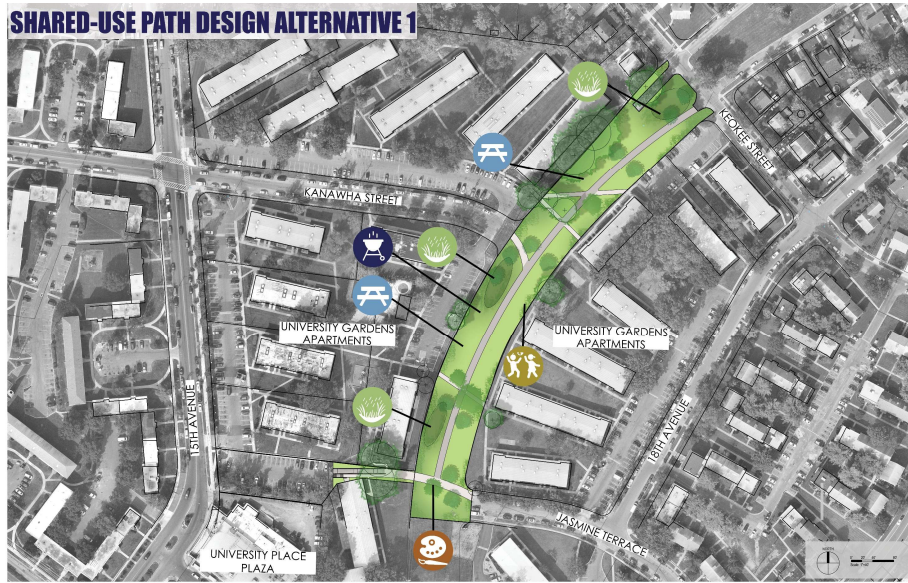 SHARED-USE PATH DESIGN ALTERNATIVE 1
KEOKEE STREET
KANAWHA STREET
UNIVERSITY GARDENS
APARTMENTS
UNIVERSITY GARDENS
APARTMENTS
15TH AVENUE
18TH AVENUE
JASMINE TERRACE
UNIVERSITY PLACE
PLAZA